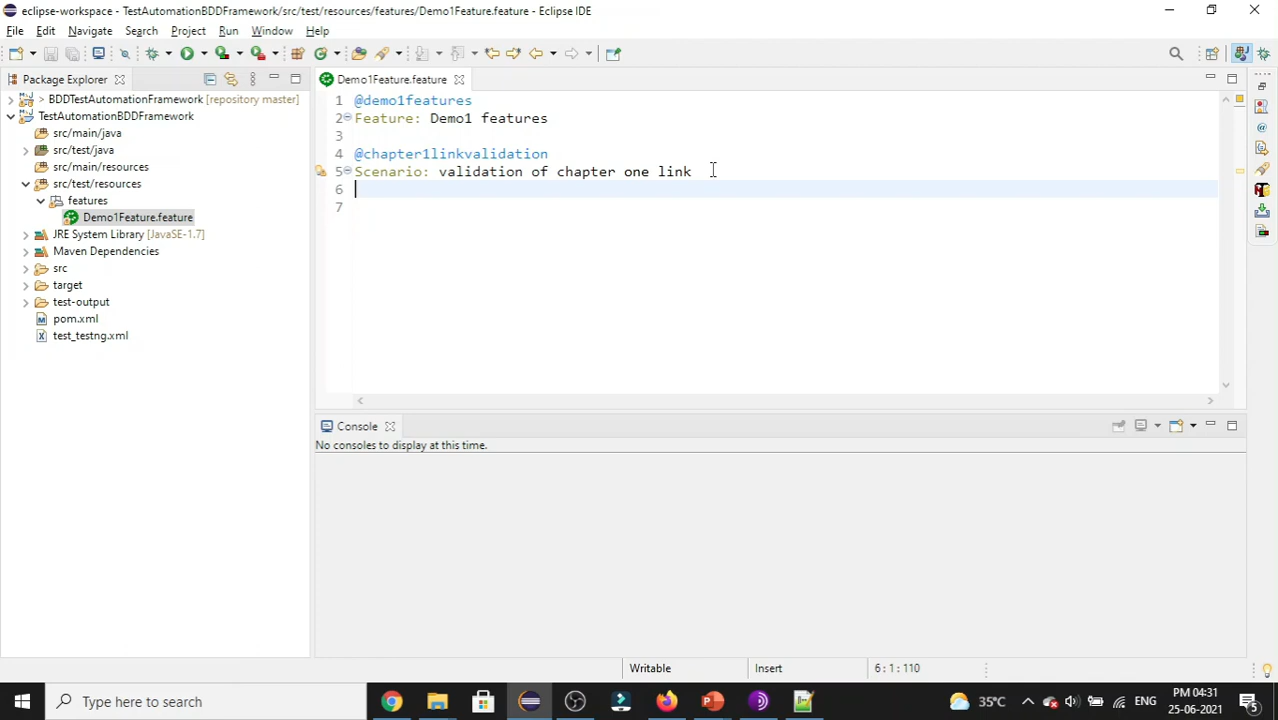 eclipse-workspace - TestAutomationBDDFramework/src/test/resources/features/Demo1Feature.feature - Eclipse IDE
File Edit Navigate Search Project Run Window Help
Package Explorer
> BDDTestAutomationFramework [repository master]
TestAutomationBDDFramework
src/main/java
src/test/java
src/main/resources
src/test/resources
features
Demo1Feature.feature
JRE System Library [JavaSE-1.7]
Maven Dependencies
src
target
test-output
pom.xml
test_testng.xml
Demo1Feature.feature
1 @demo1features
2 Feature: Demo1 features
3
4 @chapter1linkvalidation
5 Scenario: validation of chapter one link
6
7
Console
No consoles to display at this time.
Writable Insert 6 : 1 : 110
Type here to search
35°C ENG PM 04:31
25-06-2021
5